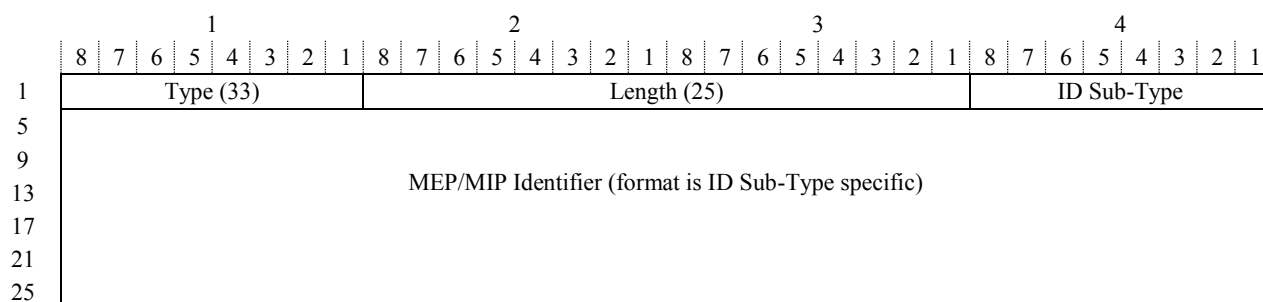 1 2 3 4
8 7 6 5 4 3 2 1 8 7 6 5 4 3 2 1 8 7 6 5 4 3 2 1 8 7 6 5 4 3 2 1
1 Type (33) Length (25) ID Sub-Type
5
9
MEP/MIP Identifier (format is ID Sub-Type specific)
13
17
21
25